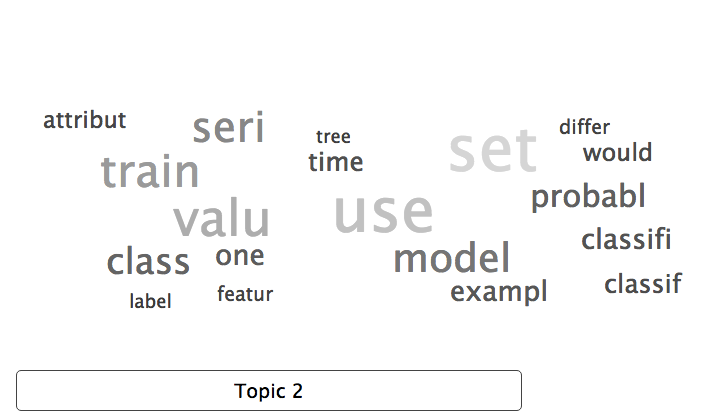 attribut
seri
tree
time
set
differ
would
train
valu
use
probabl
class
one
model
classifi
label
featur
exampl
classif
Topic 2